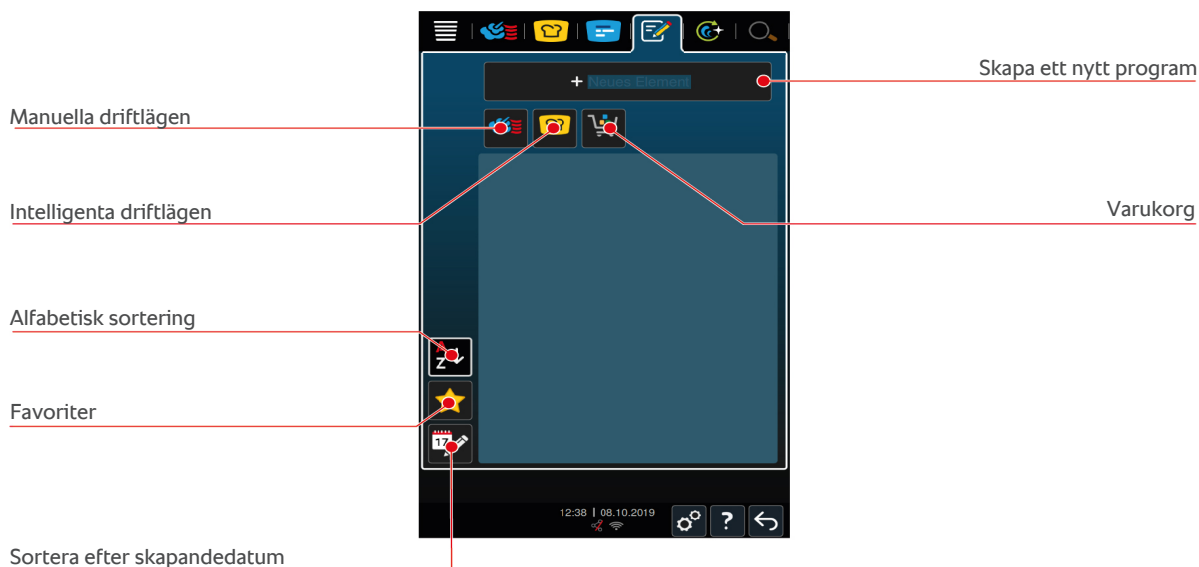 + Neues Element
Skapa ett nytt program
Manuella driftlägen
Intelligenta driftlägen
Varukorg
Alfabetisk sortering
A
Z
Favoriter
17
12:38 | 08.10.2019
?
Sortera efter skapandedatum